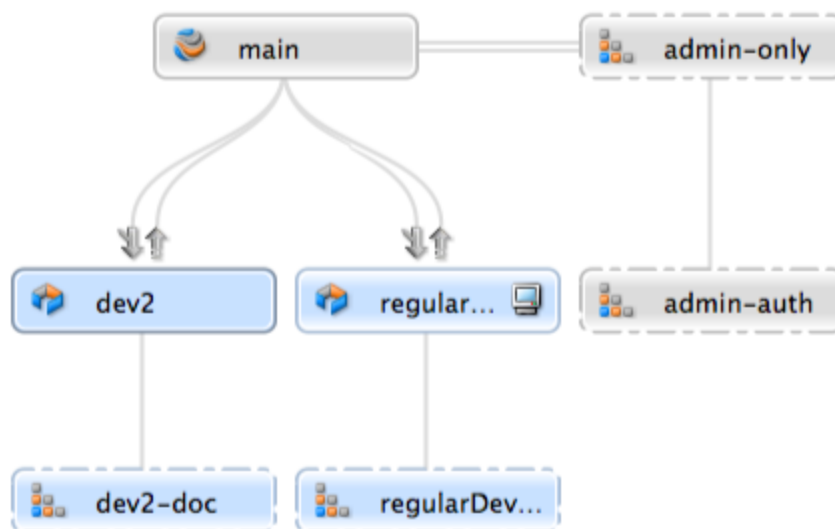 main
admin-only
dev2
regular...
admin-auth
dev2-doc
regularDev...